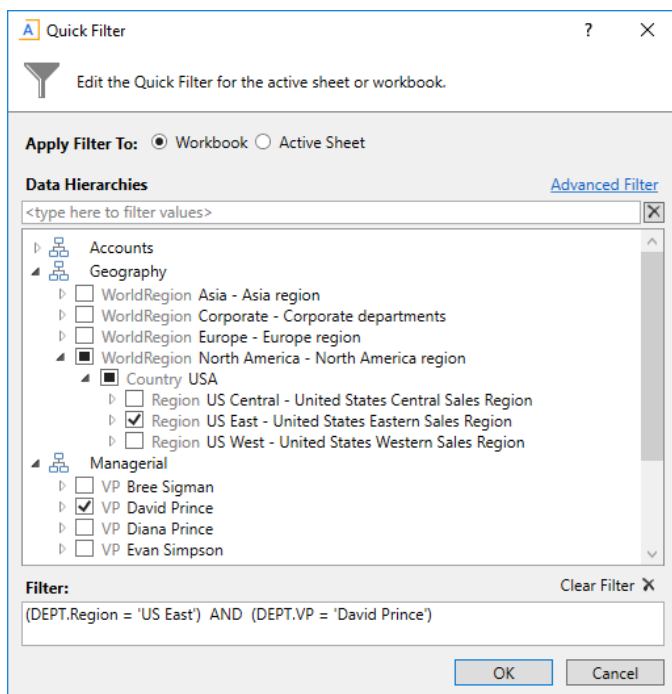 A Quick Filter ?
Edit the Quick Filter for the active sheet or workbook.
Apply Filter To: Workbook Active Sheet
Data Hierarchies Advanced Filter
<type here to filter values>
Accounts
Geography
WorldRegion Asia - Asia region
WorldRegion Corporate - Corporate departments
WorldRegion Europe - Europe region
WorldRegion North America - North America region
Country USA
Region US Central - United States Central Sales Region
Region US East - United States Eastern Sales Region
Region US West - United States Western Sales Region
Managerial
VP Bree Sigman
VP David Prince
VP Diana Prince
VP Evan Simpson
Filter: Clear Filter
(DEPT.Region = 'US East') AND (DEPT.VP = 'David Prince')
OK Cancel